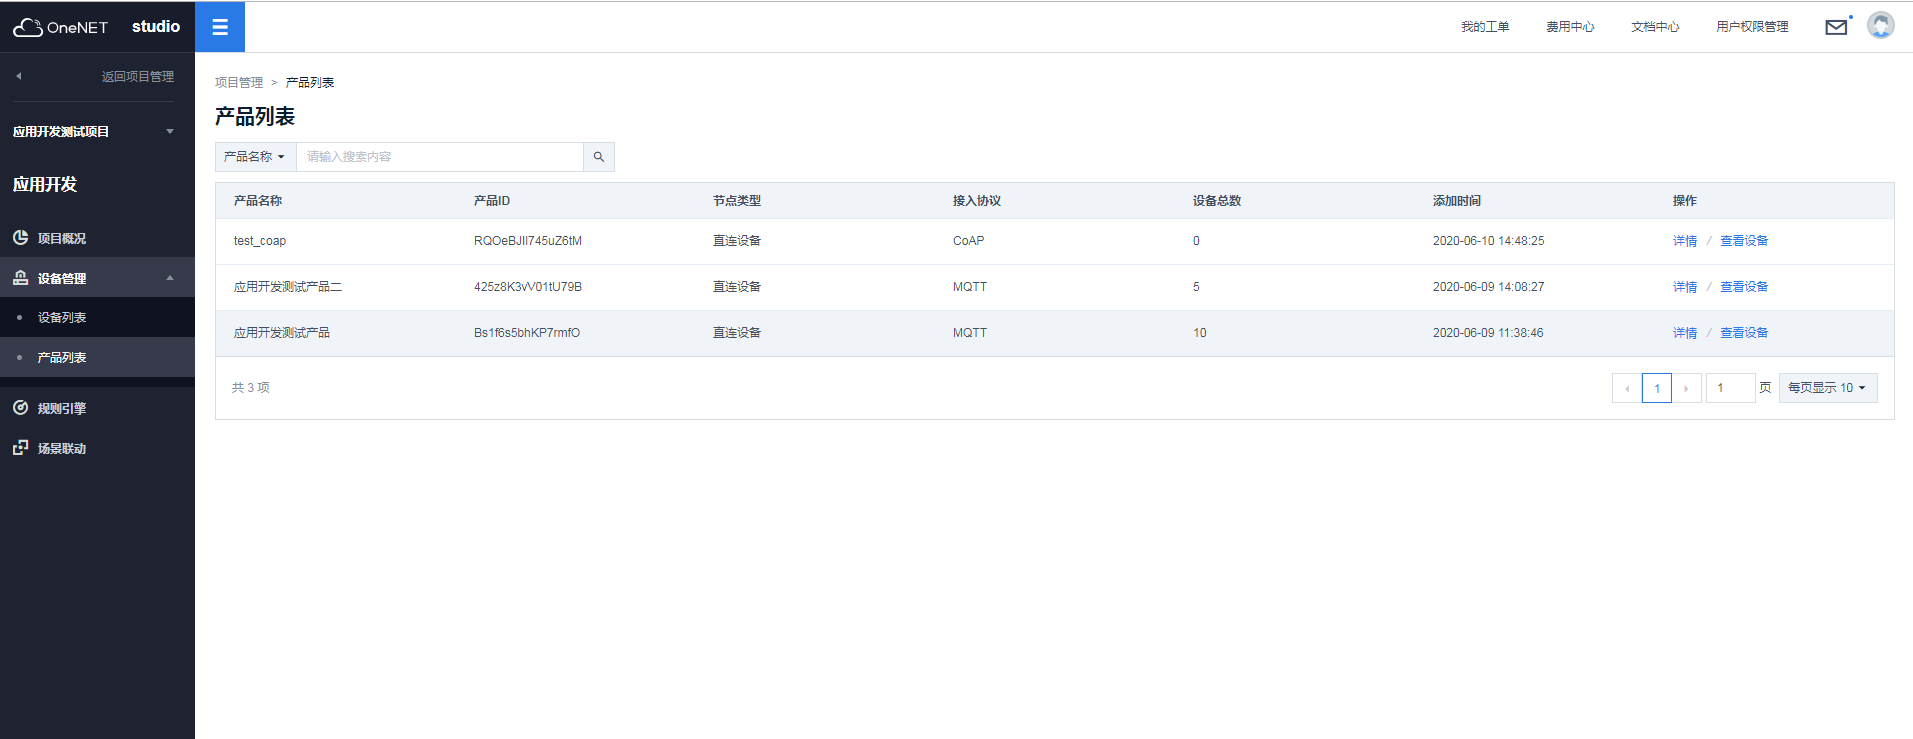 OneNET studio
我的工单 费用中心 文档中心 用户权限管理
返回项目管理
应用开发测试项目
应用开发
项目概况
设备管理
设备列表
产品列表
规则引擎
场景联动
项目管理 > 产品列表
产品列表
产品名称 请输入搜索内容
产品名称 产品ID 节点类型 接入协议 设备总数 添加时间 操作
test_coap RQOeBJIl745uZ6tM 直连设备 CoAP 0 2020-06-10 14:48:25 详情 / 查看设备
应用开发测试产品二 425z8K3vV01tU79B 直连设备 MQTT 5 2020-06-09 14:08:27 详情 / 查看设备
应用开发测试产品 Bs1f6s5bhKP7rmfO 直连设备 MQTT 10 2020-06-09 11:38:46 详情 / 查看设备
共 3 项 1 1 页 每页显示 10